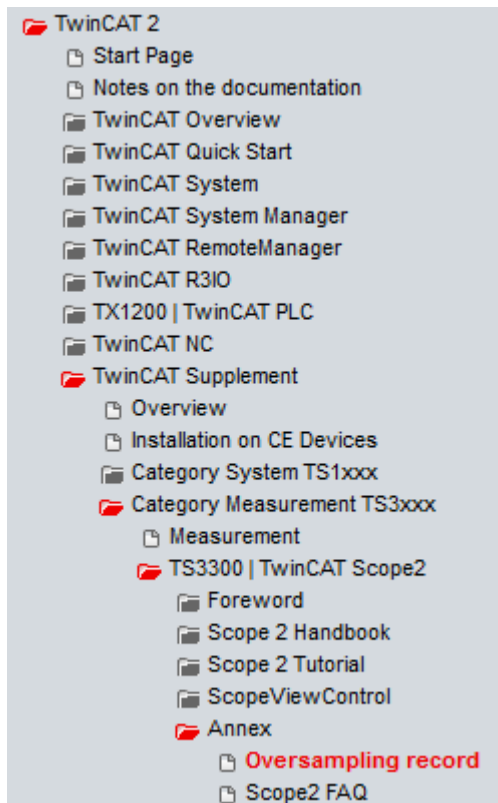 TwinCAT 2
Start Page
Notes on the documentation
TwinCAT Overview
TwinCAT Quick Start
TwinCAT System
TwinCAT System Manager
TwinCAT RemoteManager
TwinCAT R3IO
TX1200 | TwinCAT PLC
TwinCAT NC
TwinCAT Supplement
Overview
Installation on CE Devices
Category System TS1xxx
Category Measurement TS3xxx
Measurement
TS3300 | TwinCAT Scope2
Foreword
Scope 2 Handbook
Scope 2 Tutorial
ScopeViewControl
Annex
Oversampling record
Scope2 FAQ